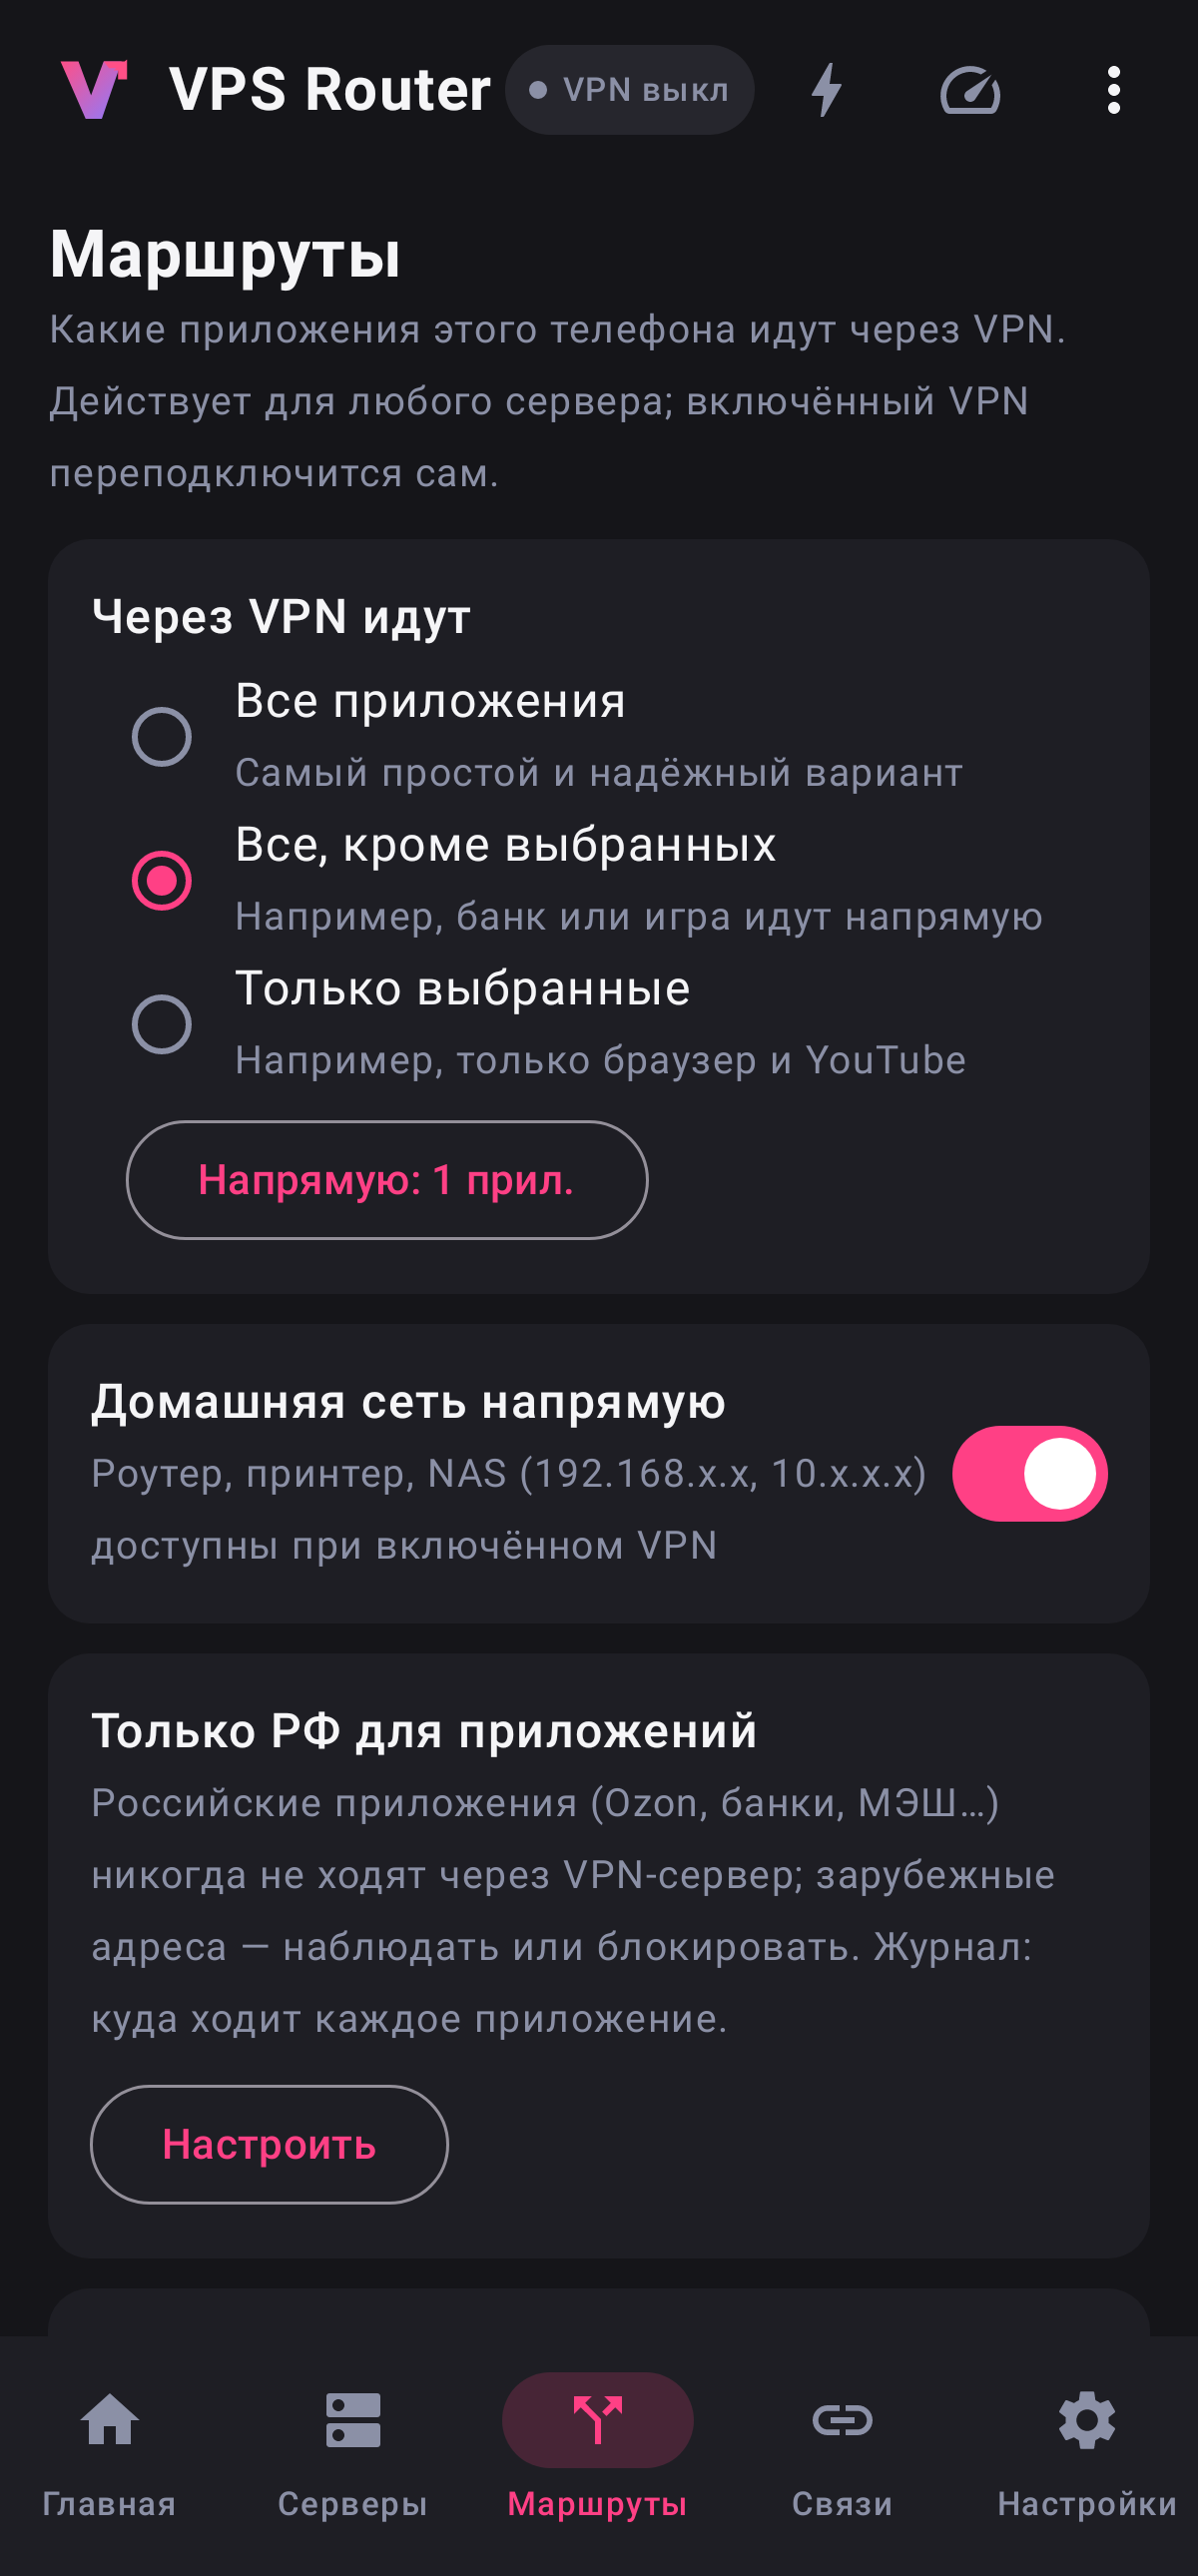 VPS Router
VPN выкл
Маршруты
Какие приложения этого телефона идут через VPN.
Действует для любого сервера; включённый VPN
переподключится сам.
Через VPN идут
Все приложения
Самый простой и надёжный вариант
Все, кроме выбранных
Например, банк или игра идут напрямую
Только выбранные
Например, только браузер и YouTube
Напрямую: 1 прил.
Домашняя сеть напрямую
Роутер, принтер, NAS (192.168.x.x, 10.x.x.x)
доступны при включённом VPN
Только РФ для приложений
Российские приложения (Ozon, банки, МЭШ…)
никогда не ходят через VPN-сервер; зарубежные
адреса — наблюдать или блокировать. Журнал:
куда ходит каждое приложение.
Настроить
Главная
Серверы
Маршруты
Связи
Настройки